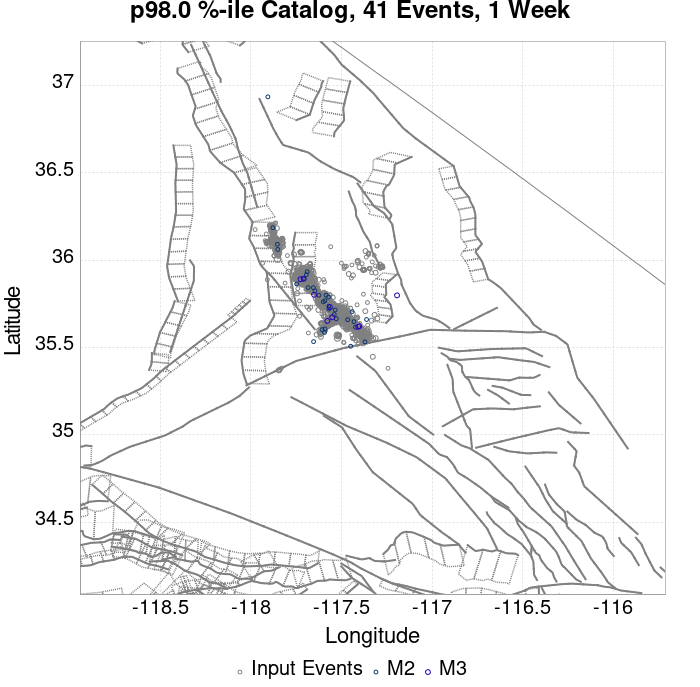 p98.0 %-ile Catalog, 41 Events, 1 Week
37
36.5
36
35.5
35
34.5
Latitude
-118.5 -118 -117.5 -117 -116.5 -116
Longitude
Input Events M2 M3